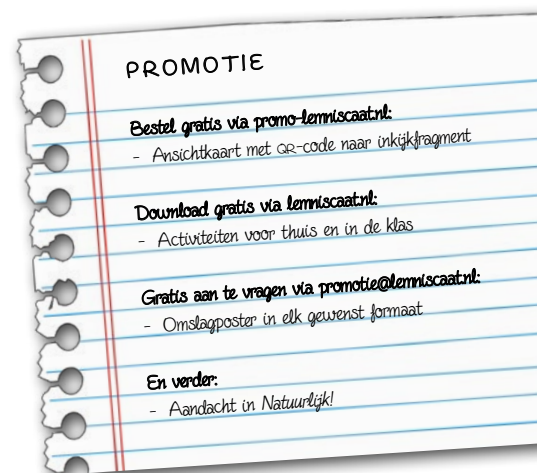 PROMOTIE
Bestel gratis via promo-lemniscaat.nl:
- Ansichtkaart met QR-code naar inkijkfragment
Download gratis via lemniscaat.nl:
- Activiteiten voor thuis en in de klas
Gratis aan te vragen via promotie@lemniscaat.nl:
- Omslagposter in elk gewenst formaat
En verder:
- Aandacht in Natuurlijk!